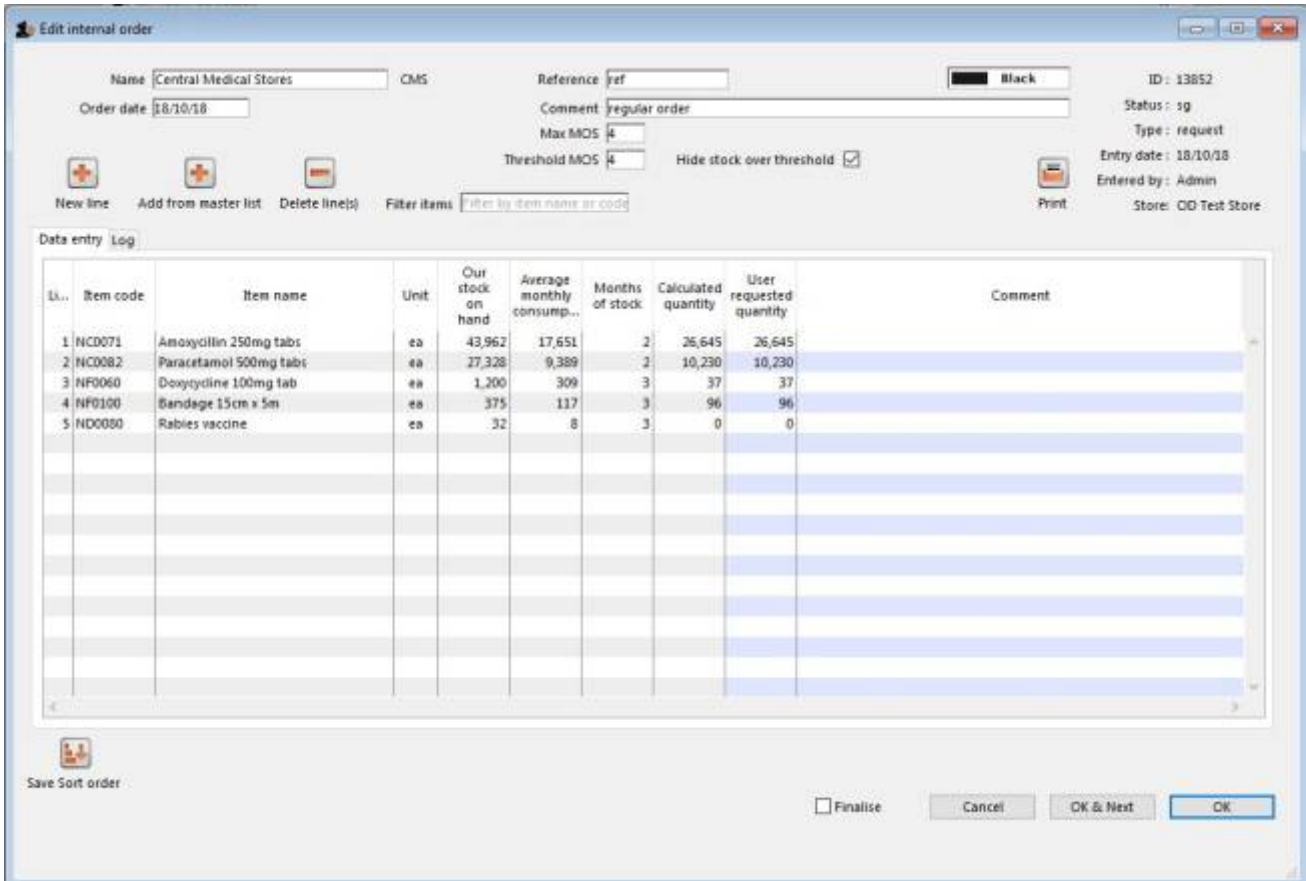 Edit internal order
Name Central Medical Stores CMS Reference ref Black ID : 13852
Order date 18/10/18 Comment regular order Status : sg
Max MOS 4 Type : request
Threshold MOS 4 Hide stock over threshold Entry date : 18/10/18
Entered by : Admin
New line Add from master list Delete line(s) Filter items Filter by item name or code Print Store: OD Test Store
Data entry Log
Li... Item code Item name Unit Our stock on hand Average monthly consump... Months of stock Calculated quantity User requested quantity Comment
1 NC0071 Amoxycillin 250mg tabs ea 43,962 17,651 2 26,645 26,645
2 NC0082 Paracetamol 500mg tabs ea 27,328 9,389 2 10,230 10,230
3 NF0060 Doxycycline 100mg tab ea 1,200 309 3 37 37
4 NF0100 Bandage 15cm x 5m ea 375 117 3 96 96
5 ND0080 Rabies vaccine ea 32 8 3 0 0
Save Sort order
Finalise Cancel OK & Next OK